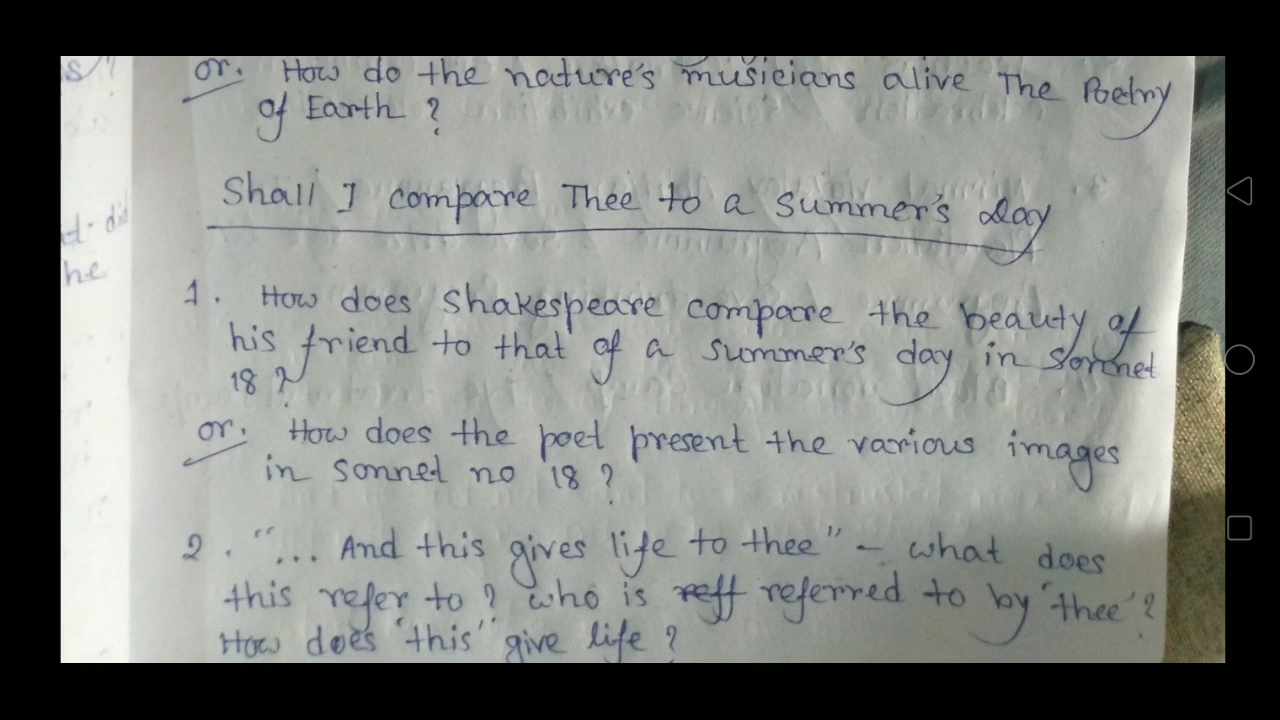 s/?
or. How do the nature's musicians alive The Poetry
of Earth ?
Shall I compare Thee to a summer's day
et. did
he
1. How does Shakespeare compare the beauty of
his friend to that of a summer's day in sonnet
18 ?
or. How does the poet present the various images
in sonnet no 18 ?
2. "... And this gives life to thee" - what does
this refer to ? who is reff referred to by 'thee' ?
How does 'this" give life ?